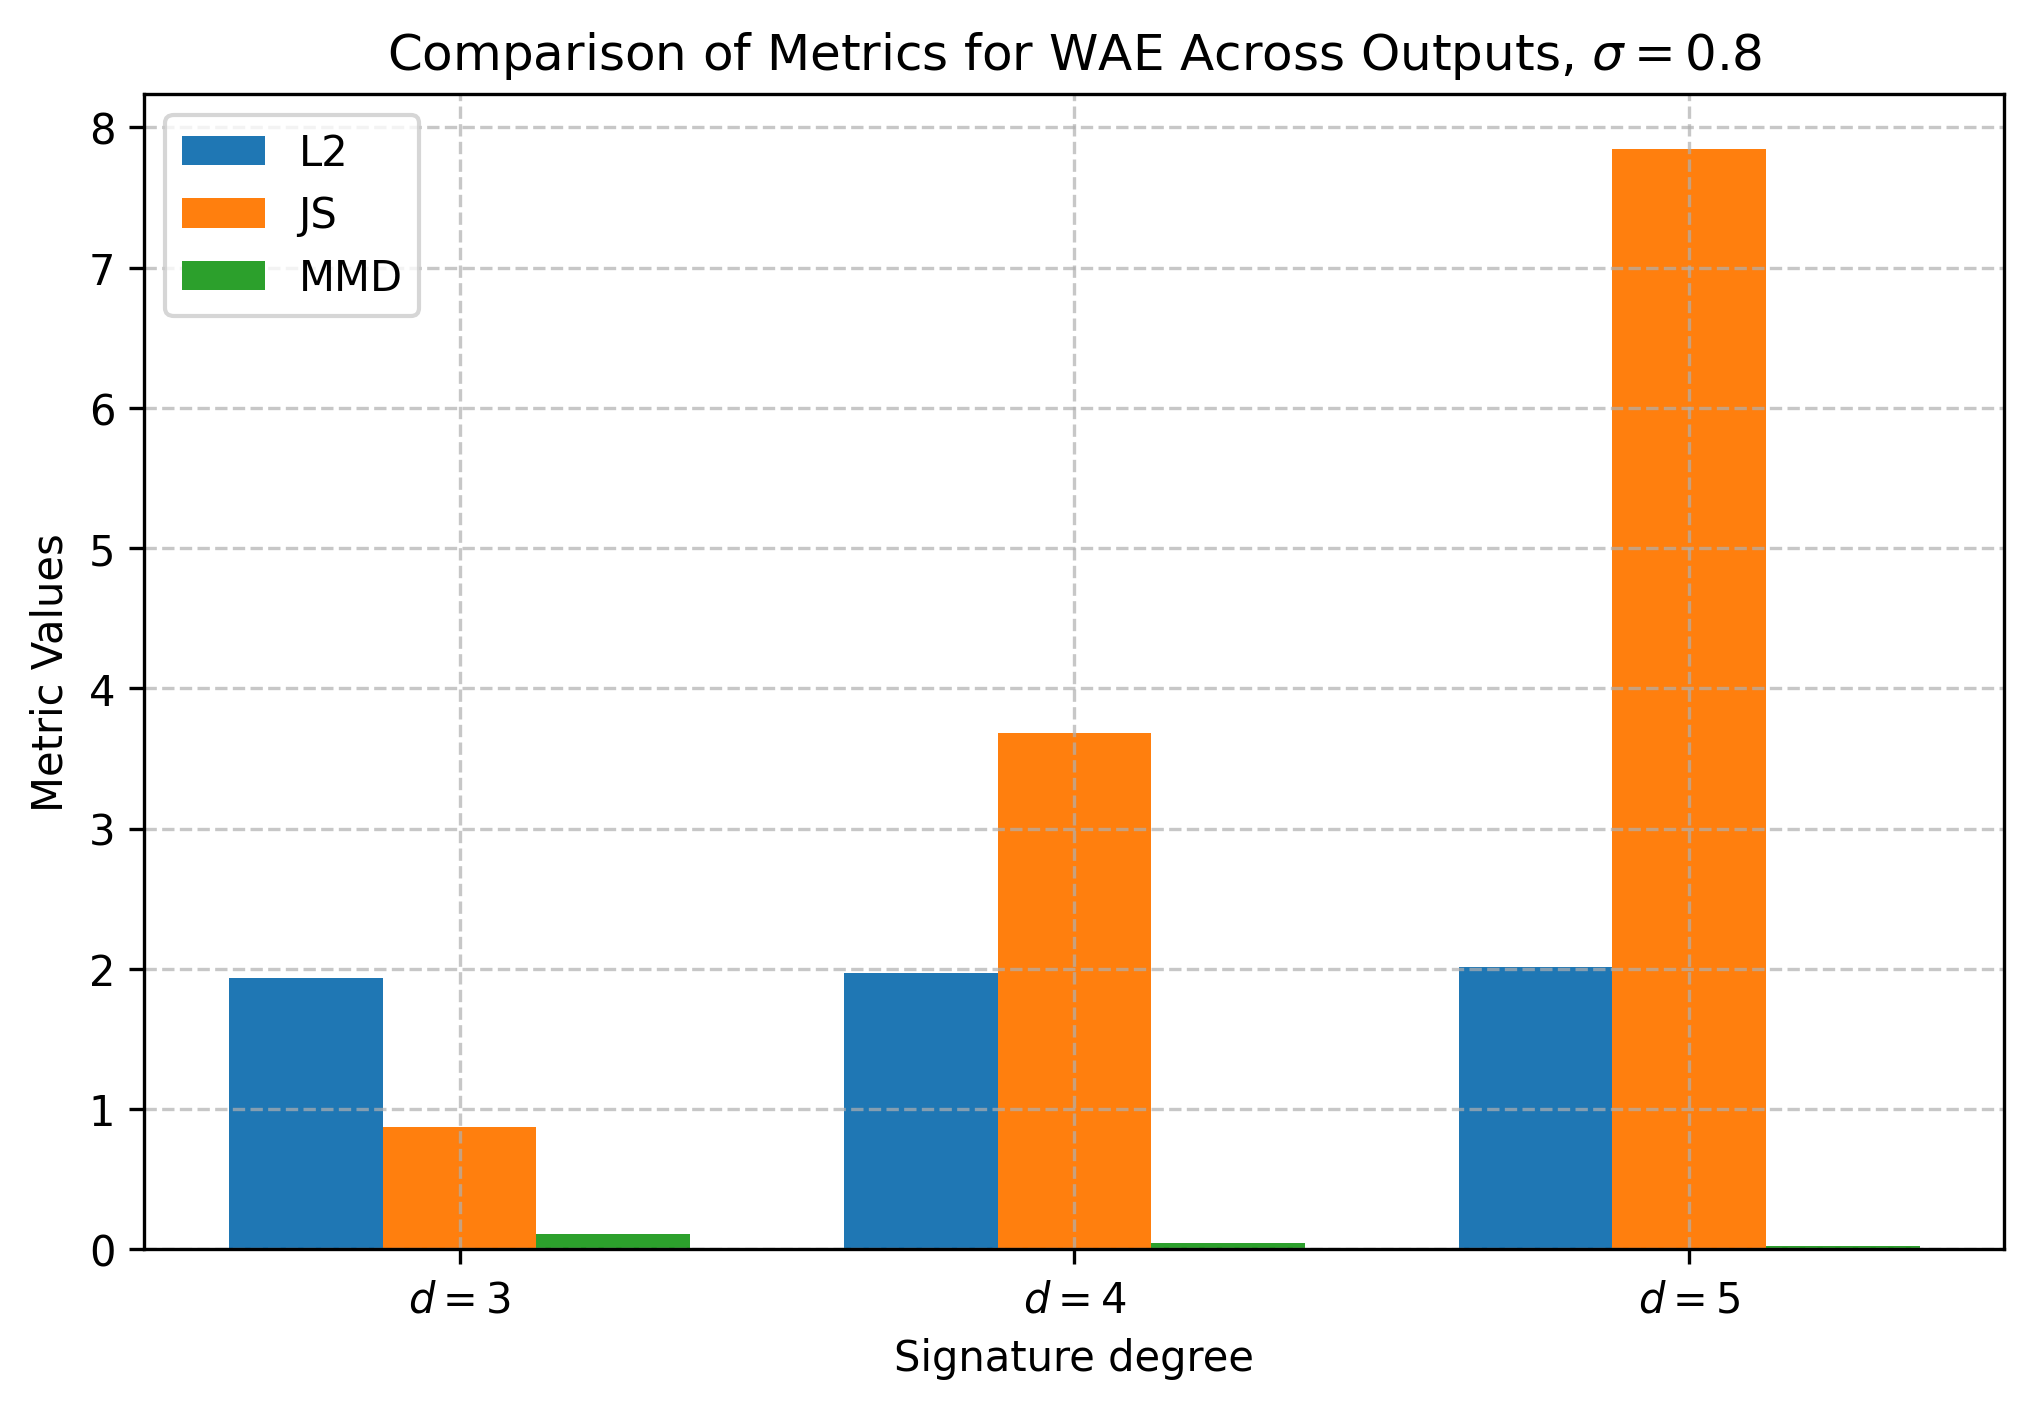 Comparison of Metrics for WAE Across Outputs, σ = 0.8
L2
JS
MMD
Metric Values
8
7
6
5
4
3
2
1
0
d = 3
d = 4
d = 5
Signature degree